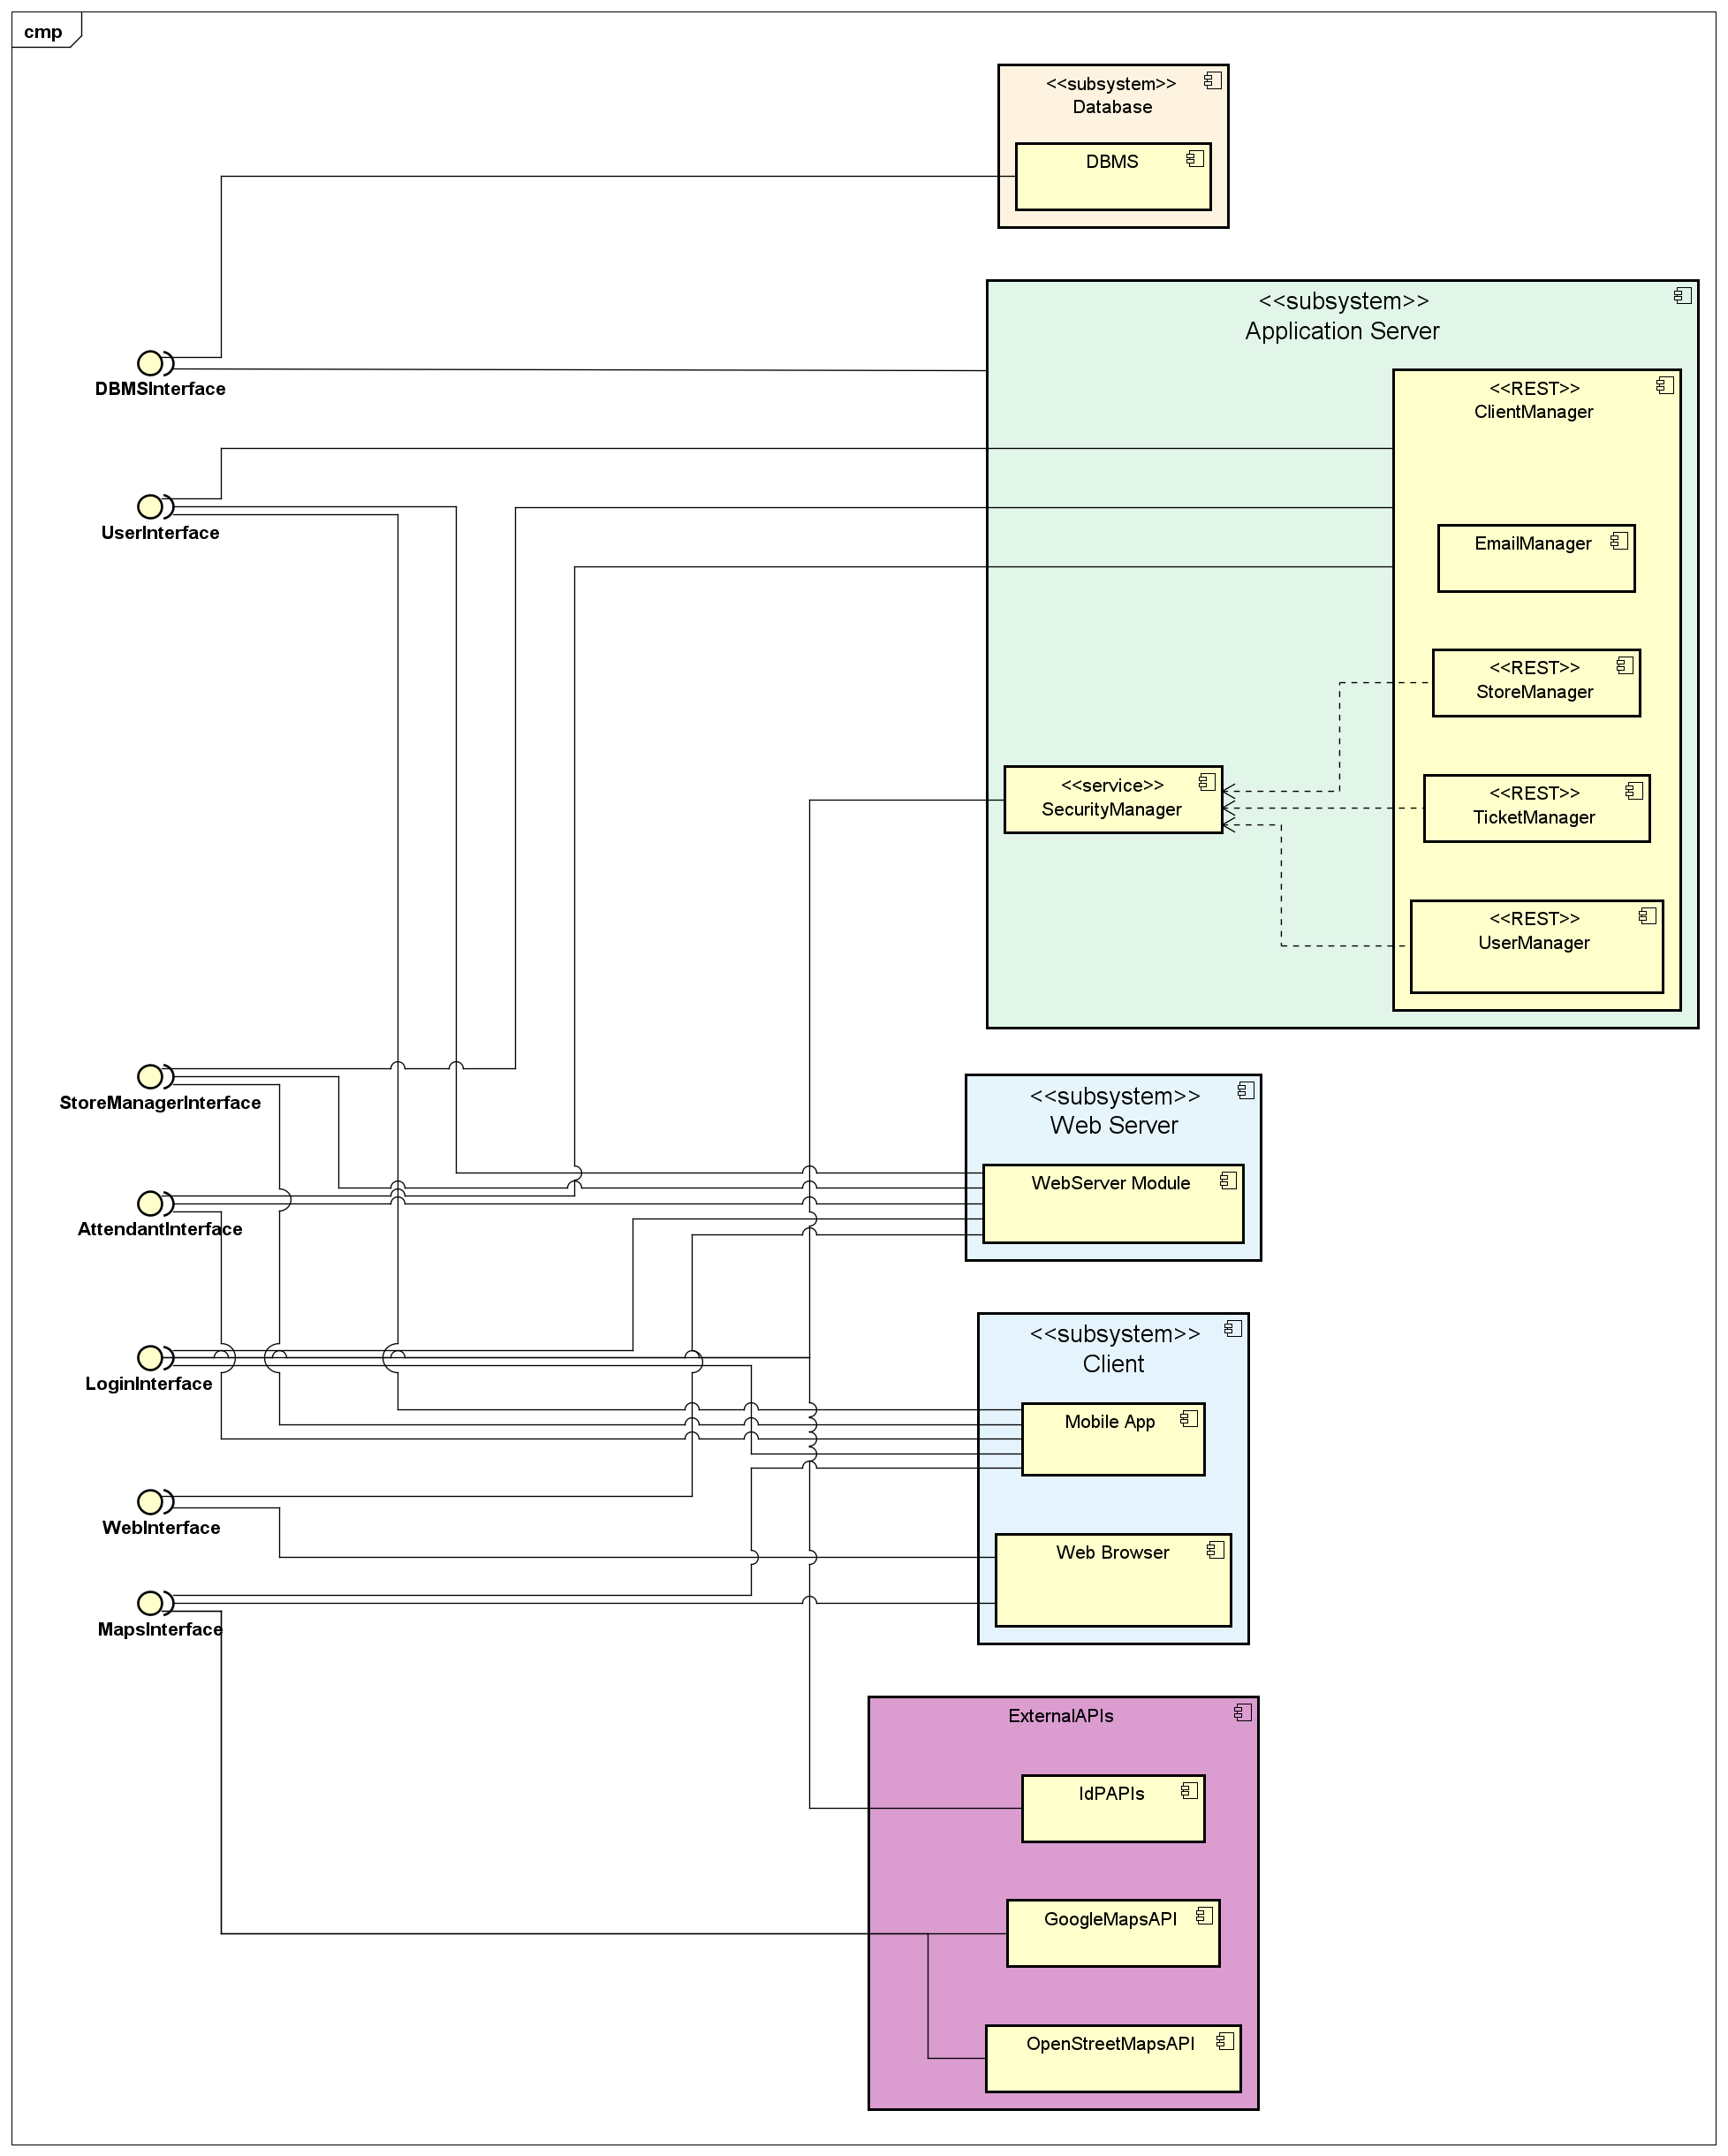 cmp
<<subsystem>>
Database
DBMS
<<subsystem>>
Application Server
DBMSInterface
<<REST>>
ClientManager
UserInterface
EmailManager
<<REST>>
StoreManager
<<service>>
SecurityManager
<<REST>>
TicketManager
<<REST>>
UserManager
StoreManagerInterface
<<subsystem>>
Web Server
WebServer Module
AttendantInterface
<<subsystem>>
Client
LoginInterface
Mobile App
WebInterface
Web Browser
MapsInterface
ExternalAPIs
IdPAPIs
GoogleMapsAPI
OpenStreetMapsAPI